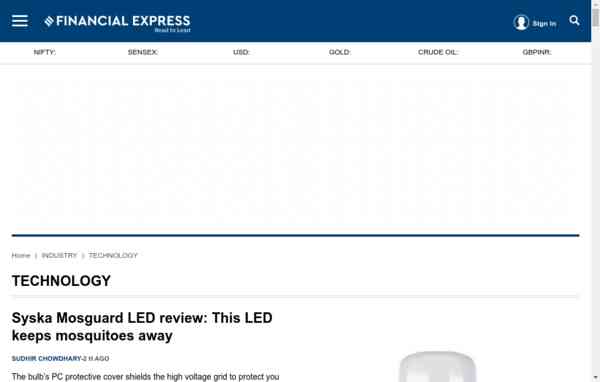 FINANCIAL EXPRESS
Read to Lead
Sign In
NIFTY: SENSEX: USD: GOLD: CRUDE OIL: GBPINR:
Home | INDUSTRY | TECHNOLOGY
TECHNOLOGY
Syska Mosguard LED review: This LED
keeps mosquitoes away
SUDHIR CHOWDHARY-2 H AGO
The bulb's PC protective cover shields the high voltage grid to protect you